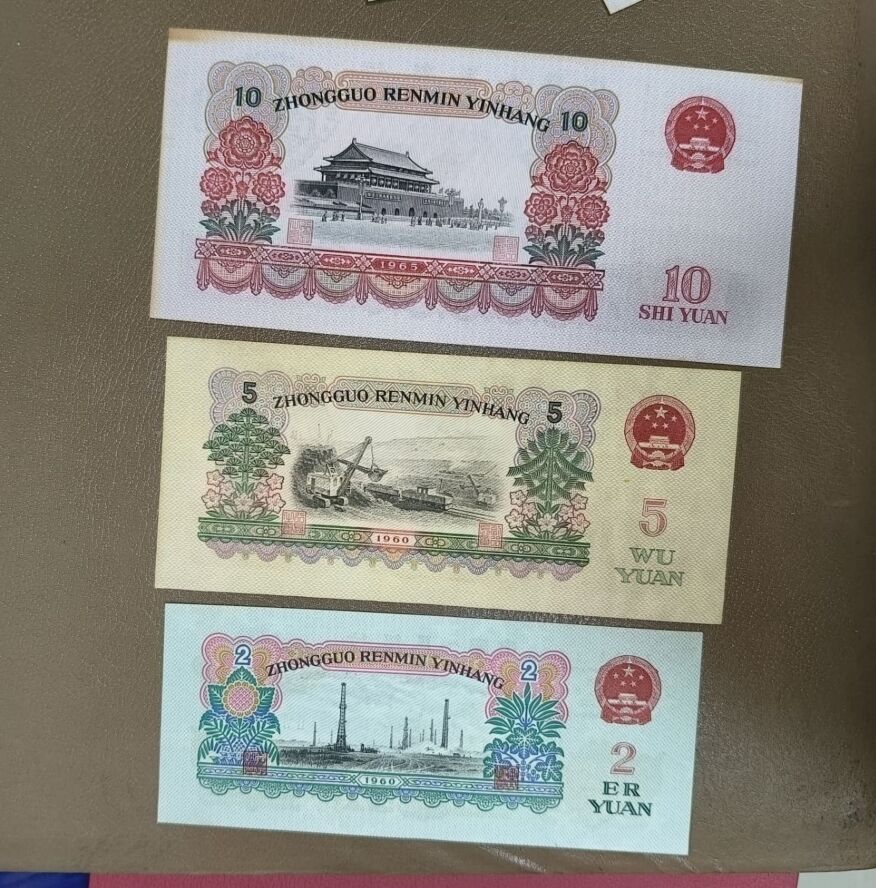 10 ZHONGGUO RENMIN YINHANG 10
1965
10
SHI YUAN
5 ZHONGGUO RENMIN YINHANG 5
1960
5
WU
YUAN
2 ZHONGGUO RENMIN YINHANG 2
1960
2
ER
YUAN